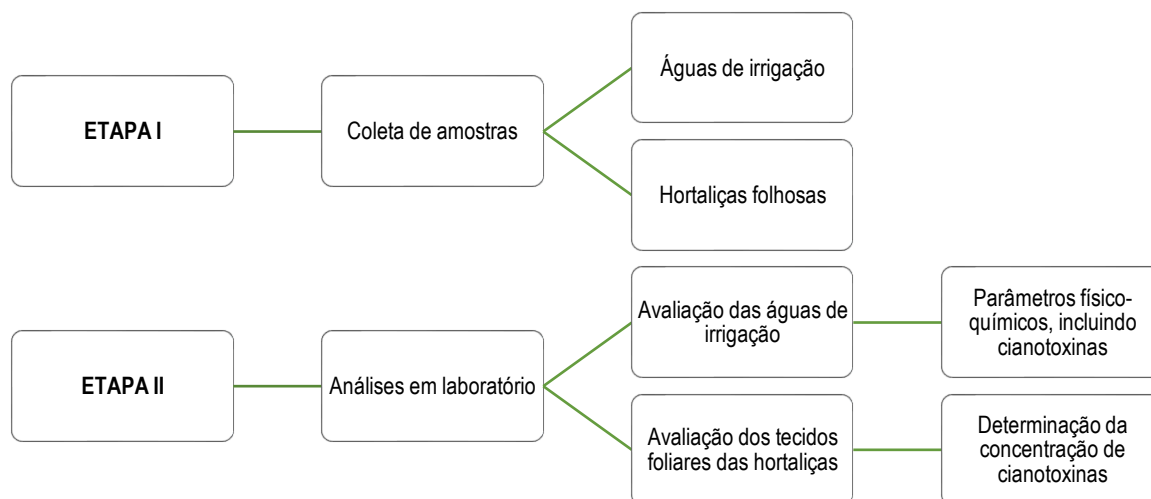 ETAPA I
Coleta de amostras
Águas de irrigação
Hortaliças folhosas
ETAPA II
Análises em laboratório
Avaliação das águas de
irrigação
Parâmetros físico-
químicos, incluindo
cianotoxinas
Avaliação dos tecidos
foliares das hortaliças
Determinação da
concentração de
cianotoxinas